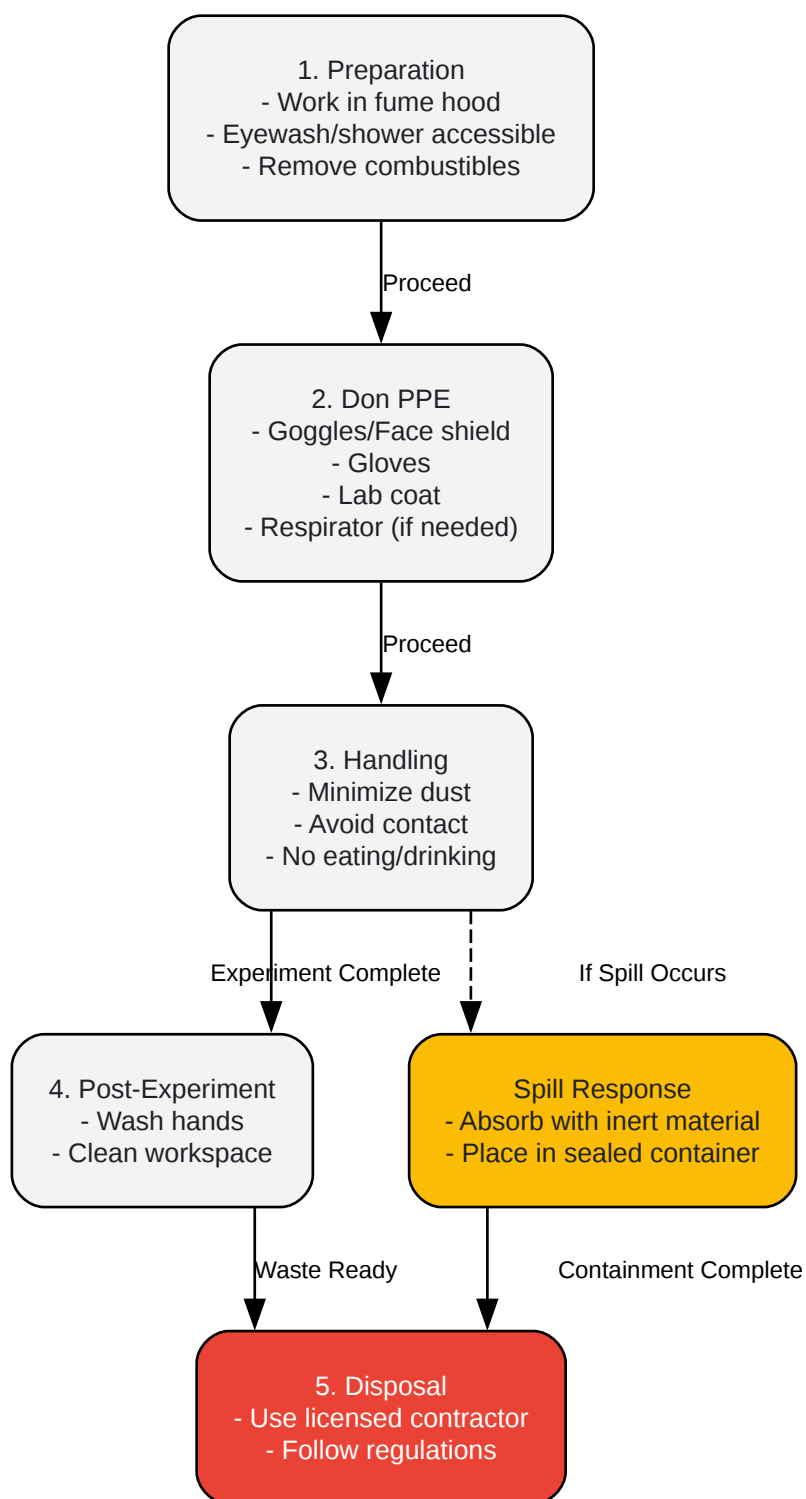 1. Preparation
- Work in fume hood
- Eyewash/shower accessible
- Remove combustibles
Proceed
2. Don PPE
- Goggles/Face shield
- Gloves
- Lab coat
- Respirator (if needed)
Proceed
3. Handling
- Minimize dust
- Avoid contact
- No eating/drinking
Experiment Complete
If Spill Occurs
4. Post-Experiment
- Wash hands
- Clean workspace
Spill Response
- Absorb with inert material
- Place in sealed container
Waste Ready
Containment Complete
5. Disposal
- Use licensed contractor
- Follow regulations